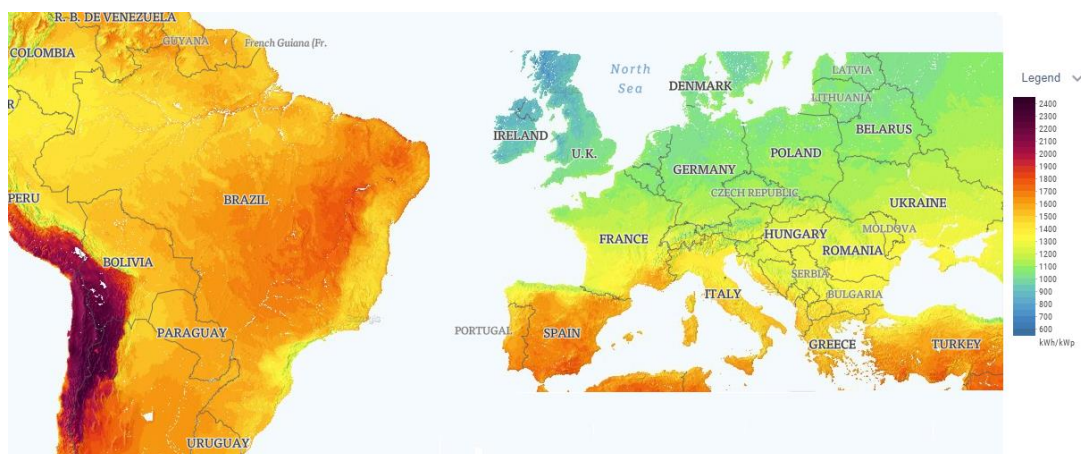 R. B. DE VENEZUELA
GUYANA
French Guiana (Fr.
COLOMBIA
R
PERU
BRAZIL
BOLIVIA
PARAGUAY
URUGUAY
North
Sea
DENMARK
LATVIA
LITHUANIA
IRELAND
U.K.
BELARUS
POLAND
GERMANY
CZECH REPUBLIC
UKRAINE
FRANCE
HUNGARY
MOLDOVA
ROMANIA
SERBIA
ITALY
BULGARIA
PORTUGAL
SPAIN
GREECE
TURKEY
Legend
2400
2200
2100
2000
1900
1800
1700
1600
1500
1400
1300
1200
1100
1000
900
800
700
600
kWh/kWp